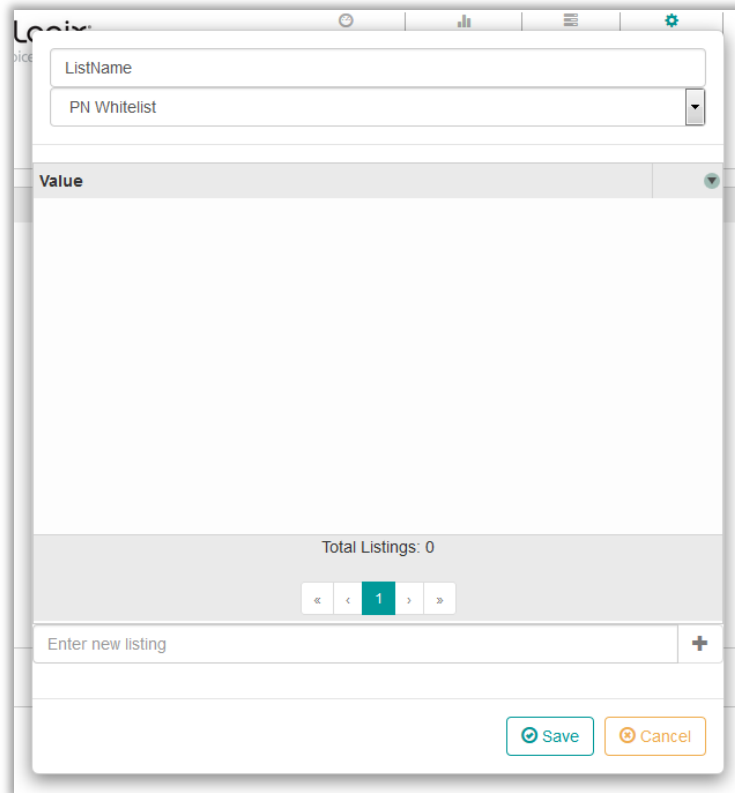 ListName
PN Whitelist
Value
Total Listings: 0
« ‹ 1 › »
Enter new listing
Save Cancel